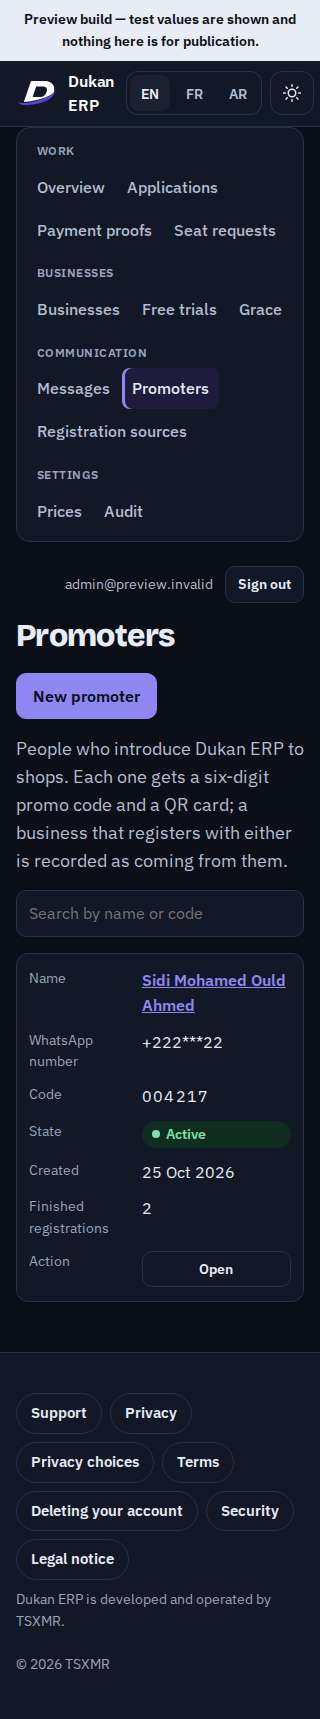 Preview build — test values are shown and
nothing here is for publication.
Dukan
ERP
EN FR AR
WORK
Overview Applications
Payment proofs Seat requests
BUSINESSES
Businesses Free trials Grace
COMMUNICATION
Messages Promoters
Registration sources
SETTINGS
Prices Audit
admin@preview.invalid Sign out
Promoters
New promoter
People who introduce Dukan ERP to
shops. Each one gets a six-digit
promo code and a QR card; a
business that registers with either
is recorded as coming from them.
Search by name or code
Name Sidi Mohamed Ould
Ahmed
WhatsApp
number +222***22
Code 004217
State Active
Created 25 Oct 2026
Finished
registrations 2
Action Open
Support Privacy
Privacy choices Terms
Deleting your account Security
Legal notice
Dukan ERP is developed and operated by
TSXMR.
© 2026 TSXMR